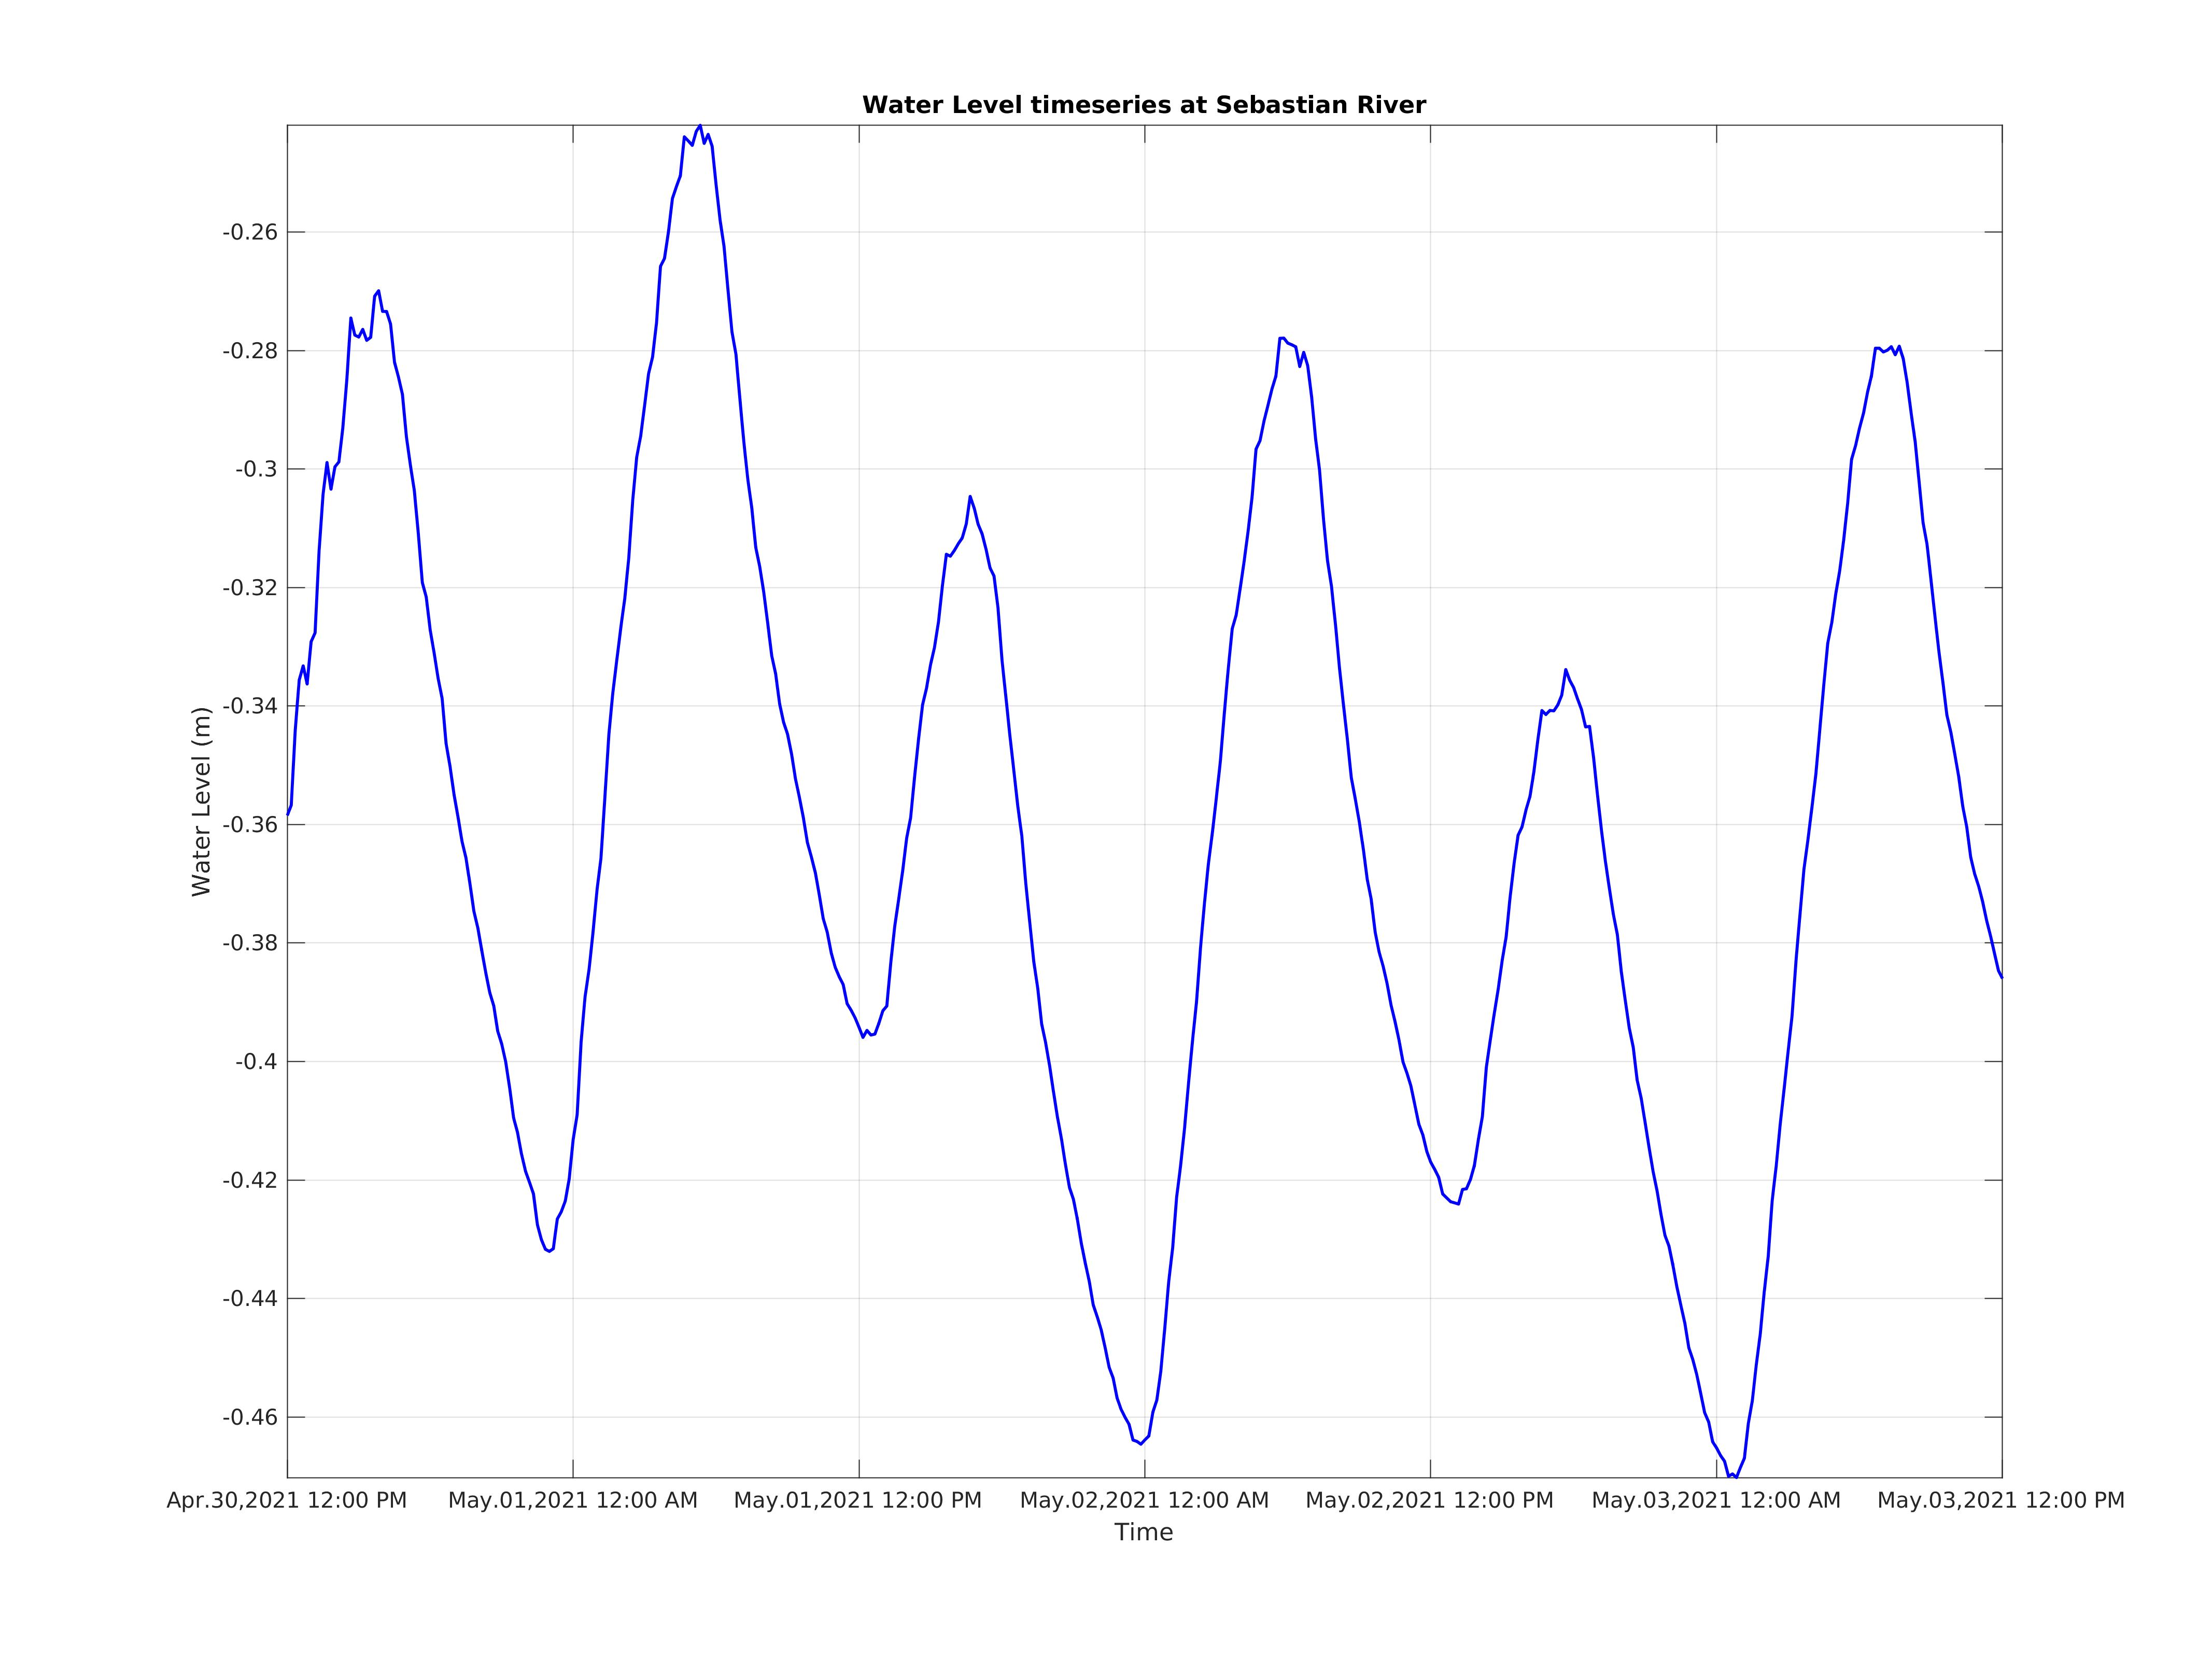 Water Level timeseries at Sebastian River
Water Level (m)
-0.26
-0.28
-0.3
-0.32
-0.34
-0.36
-0.38
-0.4
-0.42
-0.44
-0.46
Apr.30,2021 12:00 PM May.01,2021 12:00 AM May.01,2021 12:00 PM May.02,2021 12:00 AM May.02,2021 12:00 PM May.03,2021 12:00 AM May.03,2021 12:00 PM
Time